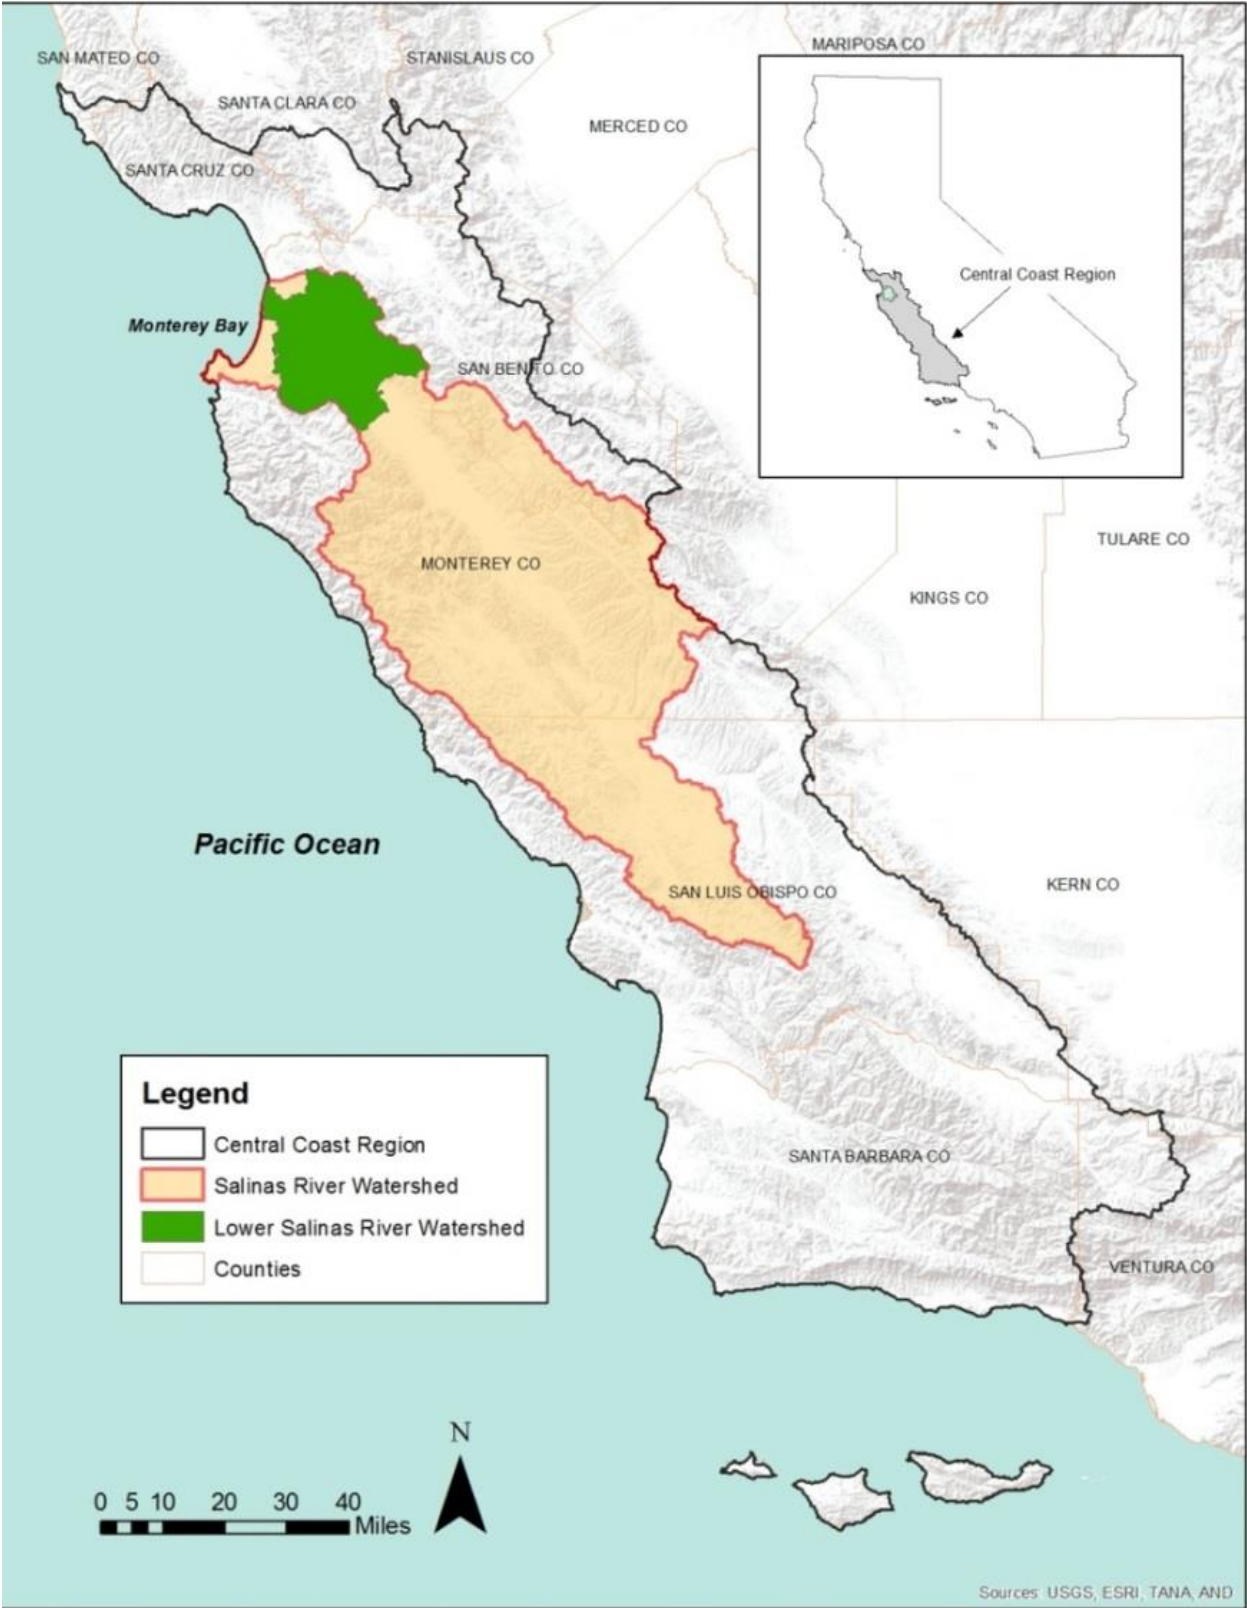 SAN MATEO CO
STANISLAUS CO
MARIPOSA CO
SANTA CLARA CO
MERCED CO
SANTA CRUZ CO
Central Coast Region
Monterey Bay
SAN BENITO CO
TULARE CO
MONTEREY CO
KINGS CO
Pacific Ocean
KERN CO
SAN LUIS OBISPO CO
Legend
Central Coast Region
Salinas River Watershed
Lower Salinas River Watershed
Counties
SANTA BARBARA CO
VENTURA CO
N
0 5 10 20 30 40
Miles
Sources: USGS, ESRI, TANA, AND